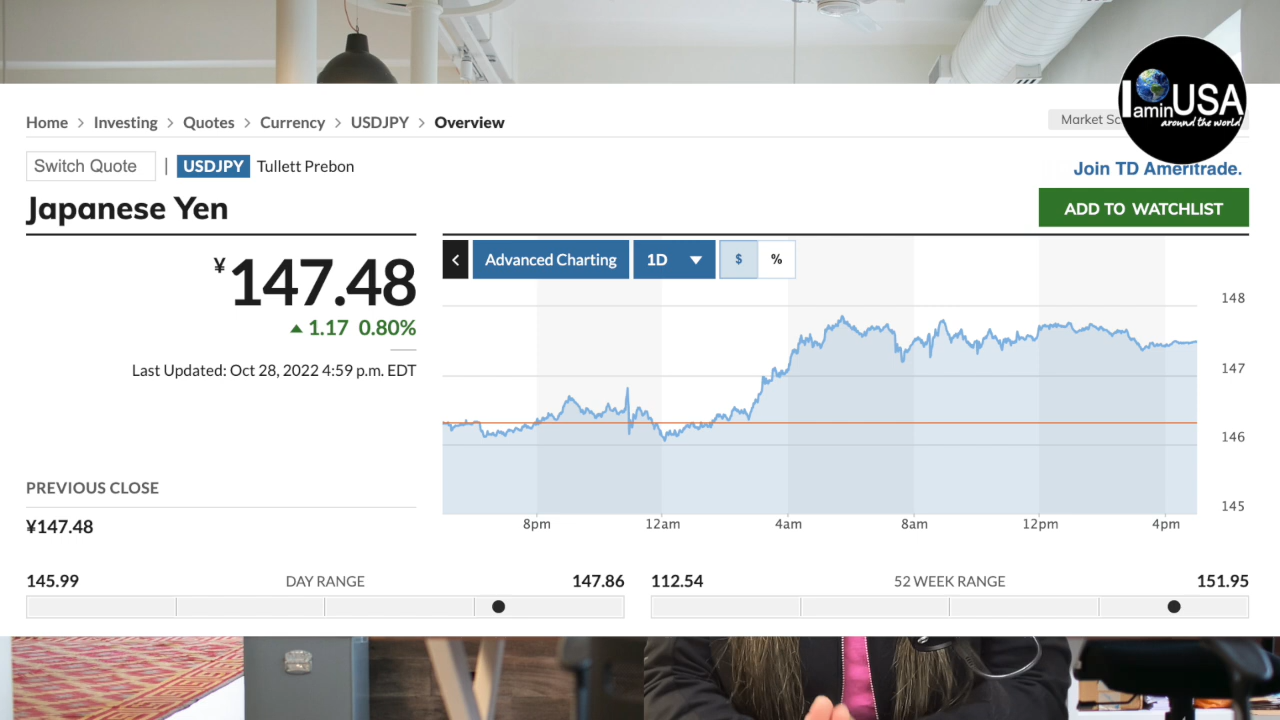 Home > Investing > Quotes > Currency > USDJPY > Overview
Market Sc
I aminUSA
around the world
Switch Quote | USDJPY Tullett Prebon
Join TD Ameritrade.
Japanese Yen
ADD TO WATCHLIST
¥147.48
1.17 0.80%
Last Updated: Oct 28, 2022 4:59 p.m. EDT
< Advanced Charting 1D $ %
148
147
146
145
8pm 12am 4am 8am 12pm 4pm
PREVIOUS CLOSE
¥147.48
145.99 DAY RANGE 147.86
112.54 52 WEEK RANGE 151.95